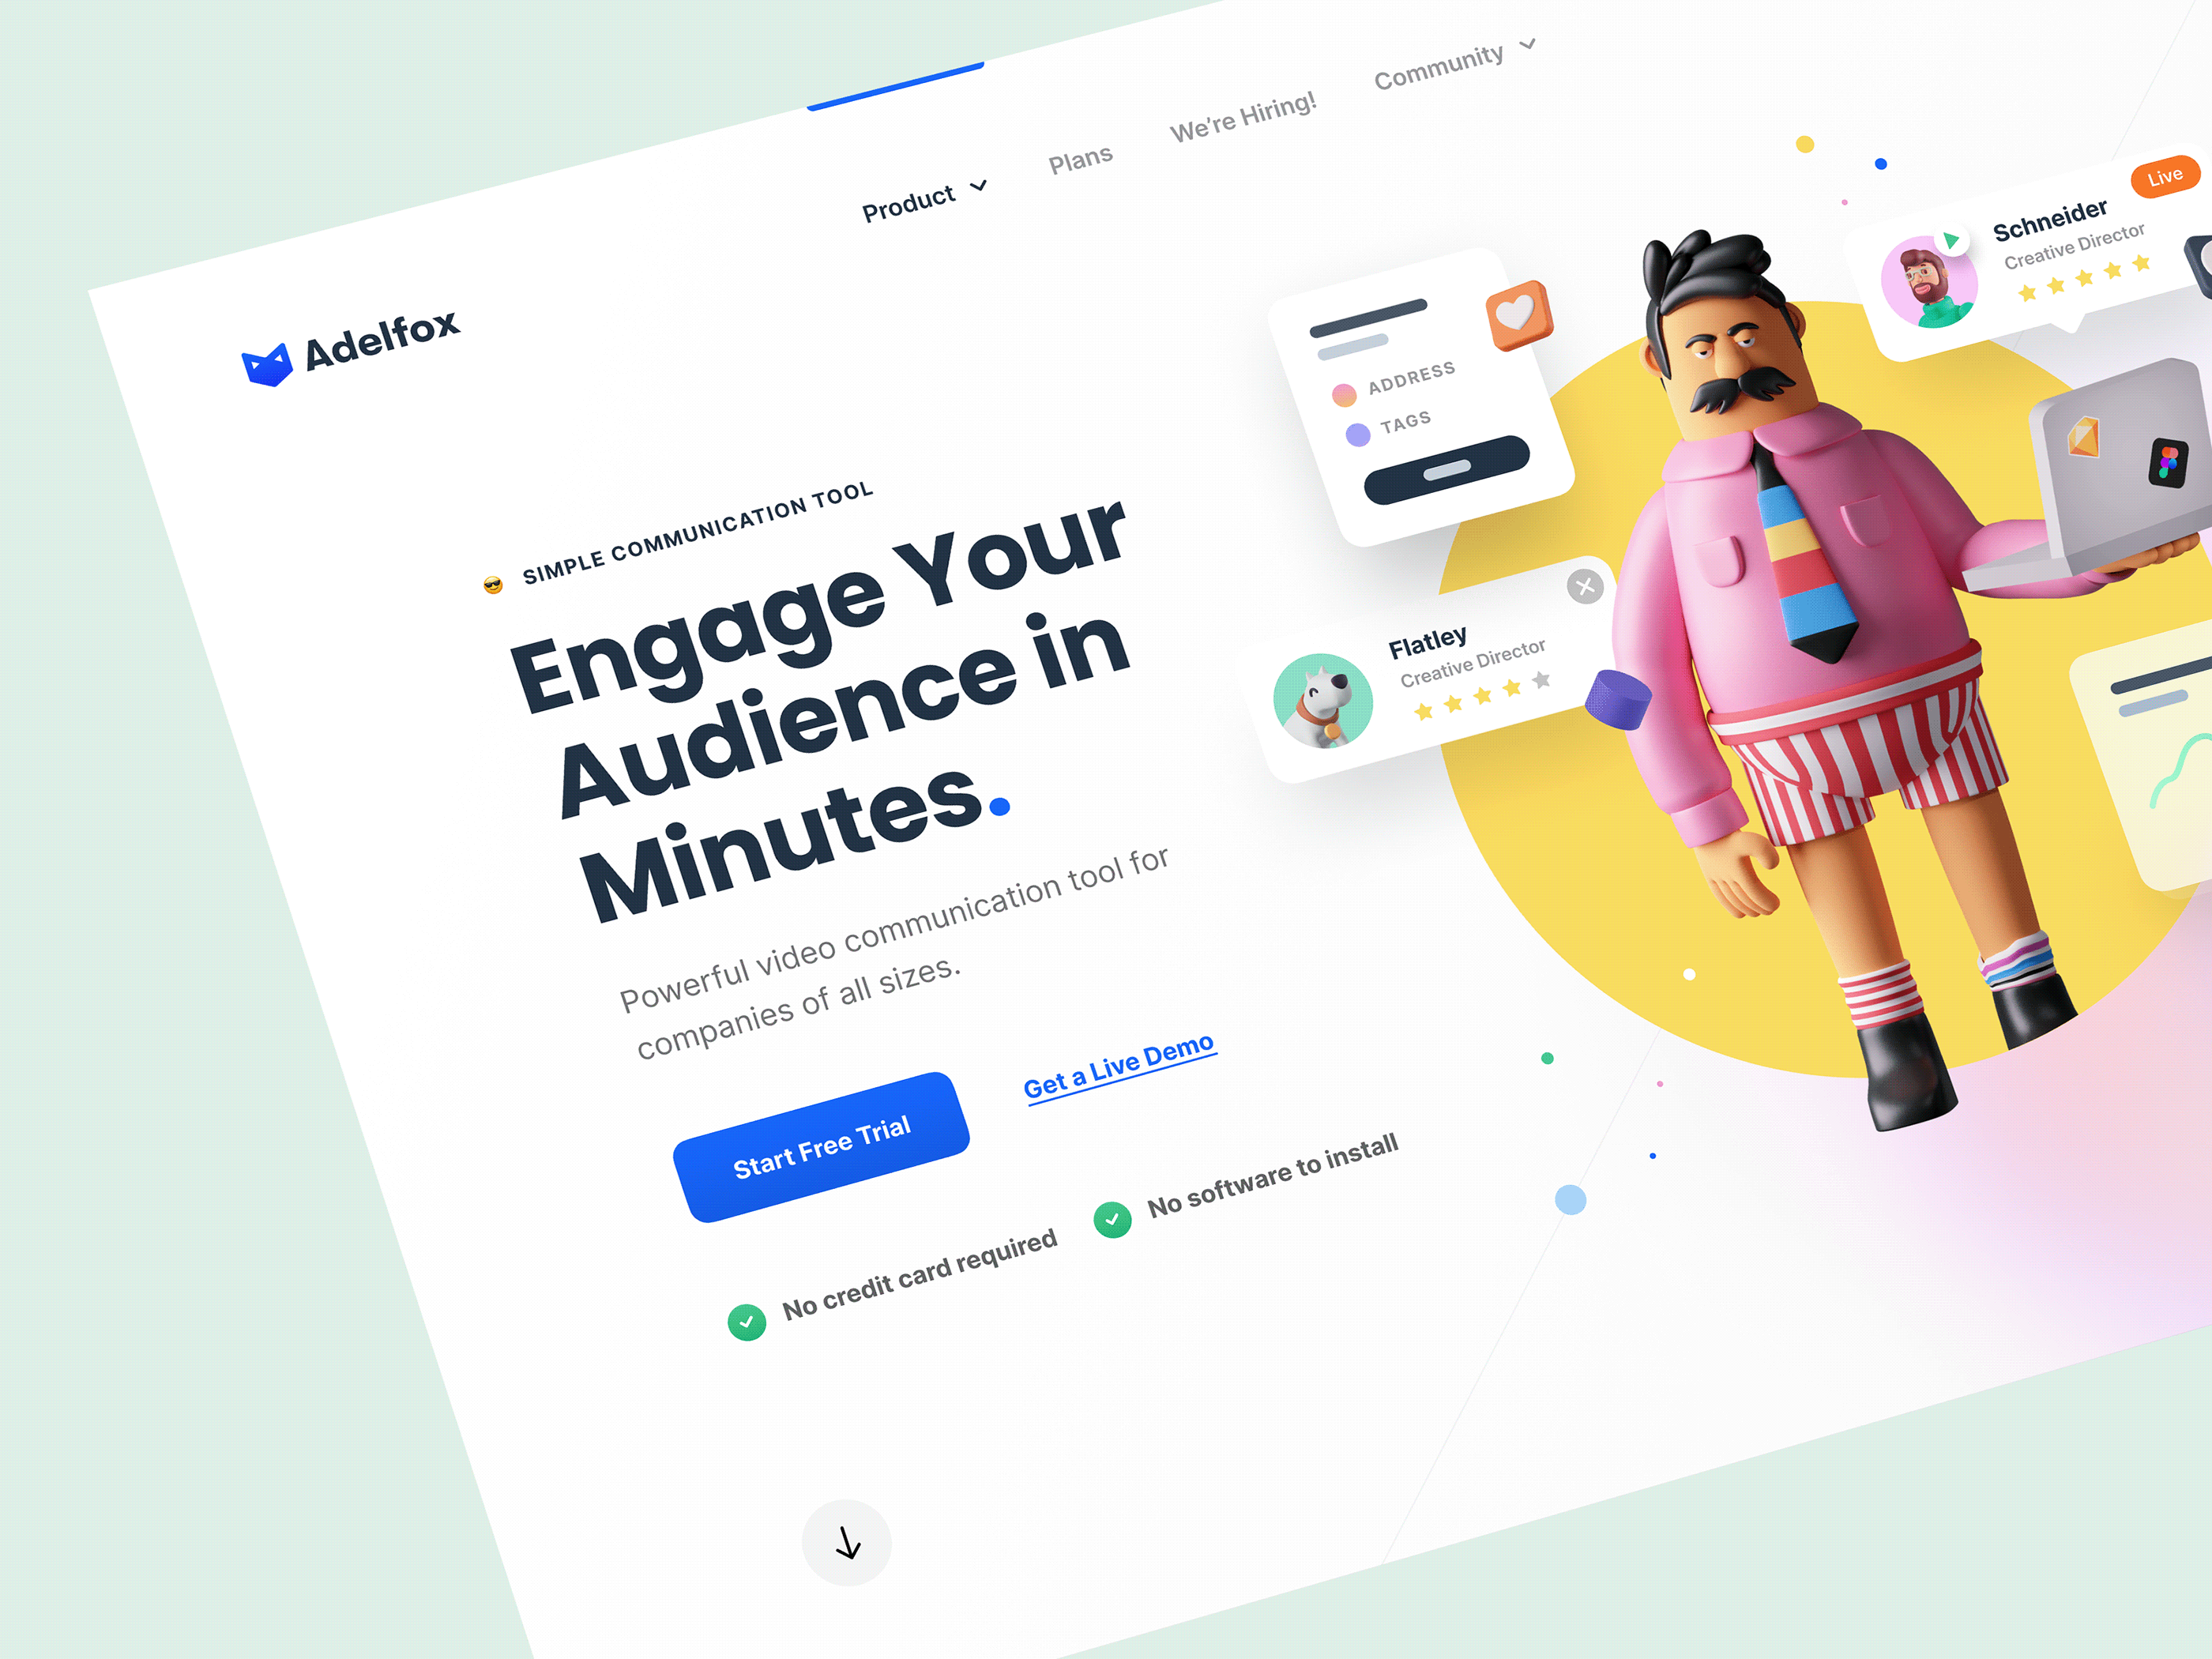 Adelfox
Product
Plans
We're Hiring!
Community
😎 SIMPLE COMMUNICATION TOOL
Engage Your
Audience in
Minutes.
Powerful video communication tool for
companies of all sizes.
Start Free Trial
Get a Live Demo
No credit card required
No software to install
ADDRESS
TAGS
Flatley
Creative Director
Schneider
Creative Director
Live